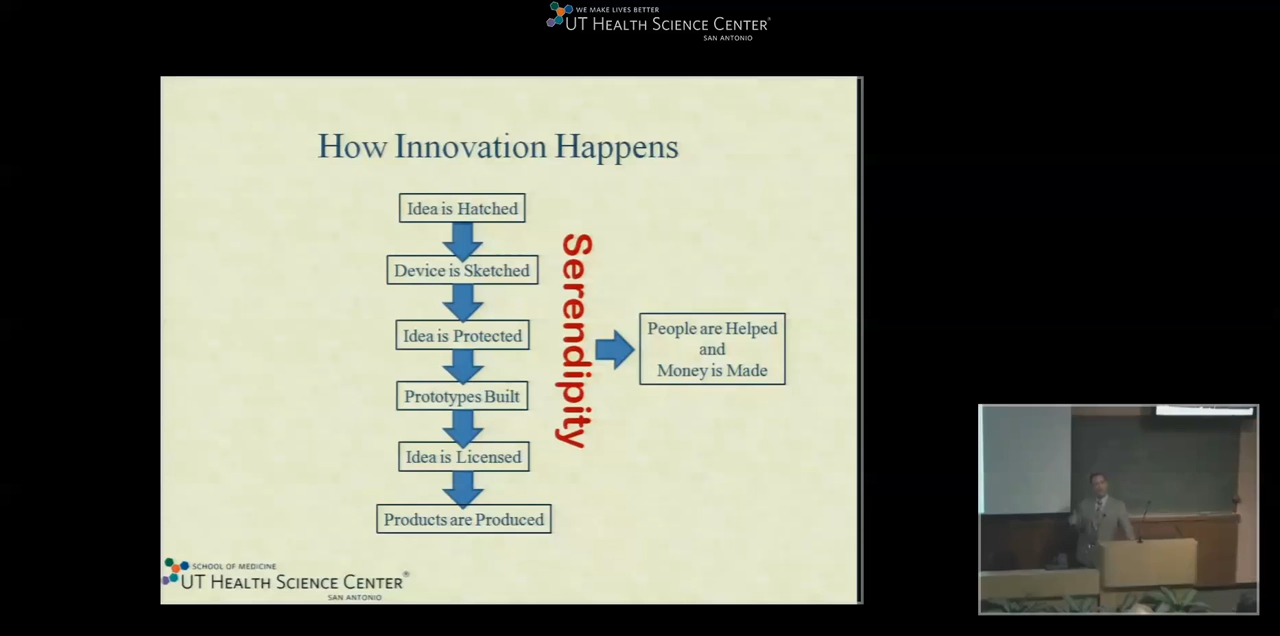 WE MAKE LIVES BETTER
UT HEALTH SCIENCE CENTER®
SAN ANTONIO
How Innovation Happens
Idea is Hatched
Device is Sketched
Idea is Protected
Prototypes Built
Idea is Licensed
Products are Produced
Serendipity
People are Helped
and
Money is Made
SCHOOL OF MEDICINE
UT HEALTH SCIENCE CENTER®
SAN ANTONIO